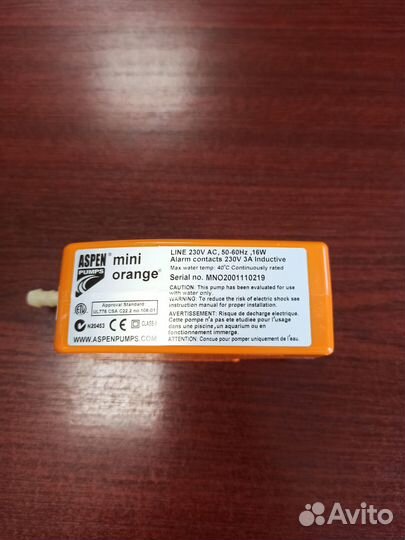 ASPEN®
PUMPS
mini
orange®
Approval Standard
UL778 CSA C22.2 no 108.01
N20453
CE
CLASS II
WWW.ASPENPUMPS.COM
LINE 230V AC, 50-60Hz ,16W
Alarm contacts 230V 3A Inductive
Max water temp: 40°C Continuously rated
Serial no. MNO2001110219
CAUTION: This pump has been evaluated for use
with water only.
WARNING: To reduce the risk of electric shock see
instruction manual for proper installation.
AVERTISSEMENT: Risque de decharge electrique.
Cette pompe n'a pas été étudiée pour l'usage
dans une piscine, un aquarium ou en
fonctionnement immergé.
ATTENTION: Concue pour pomper uniquement de l'eau.
Avito